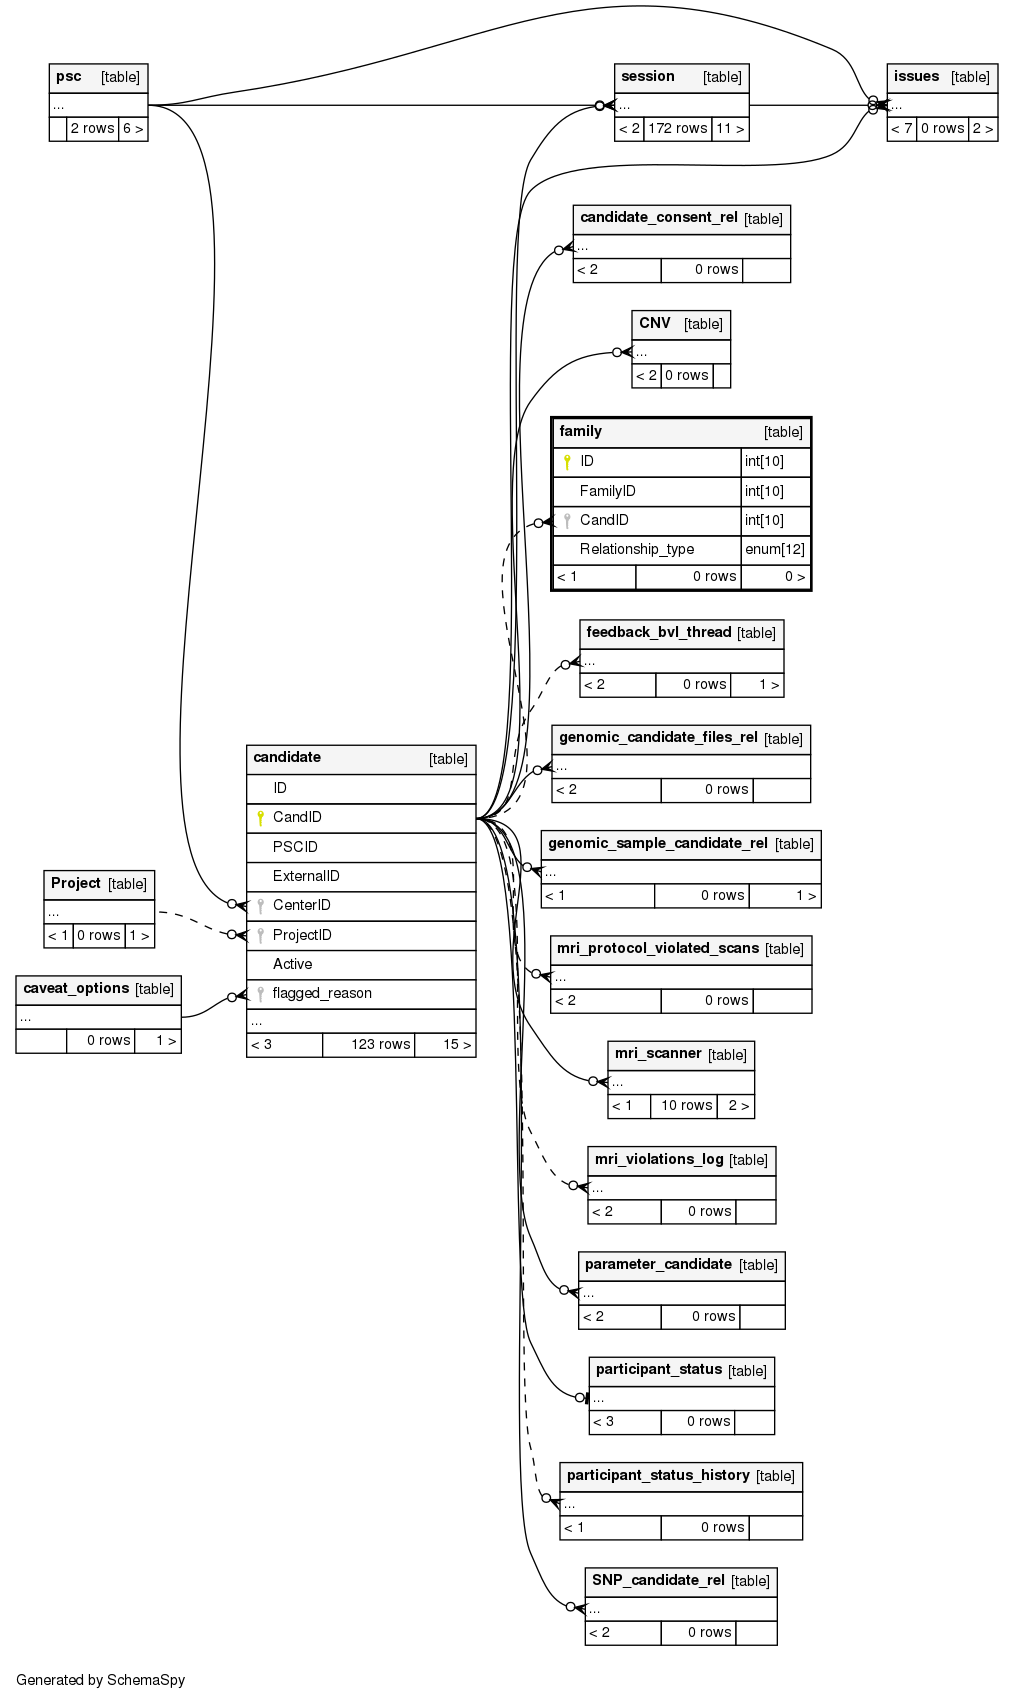 psc [table]
...
2 rows 6 >
session [table]
...
< 2 172 rows 11 >
issues [table]
...
< 7 0 rows 2 >
candidate_consent_rel [table]
...
< 2 0 rows
CNV [table]
...
< 2 0 rows
family [table]
ID int[10]
FamilyID int[10]
CandID int[10]
Relationship_type enum[12]
< 1 0 rows 0 >
feedback_bvl_thread [table]
...
< 2 0 rows 1 >
genomic_candidate_files_rel [table]
...
< 2 0 rows
candidate [table]
ID
CandID
PSCID
ExternalID
CenterID
ProjectID
Active
flagged_reason
...
< 3 123 rows 15 >
Project [table]
...
< 1 0 rows 1 >
caveat_options [table]
...
0 rows 1 >
genomic_sample_candidate_rel [table]
...
< 1 0 rows 1 >
mri_protocol_violated_scans [table]
...
< 2 0 rows
mri_scanner [table]
...
< 1 10 rows 2 >
mri_violations_log [table]
...
< 2 0 rows
parameter_candidate [table]
...
< 2 0 rows
participant_status [table]
...
< 3 0 rows
participant_status_history [table]
...
< 1 0 rows
SNP_candidate_rel [table]
...
< 2 0 rows
Generated by SchemaSpy